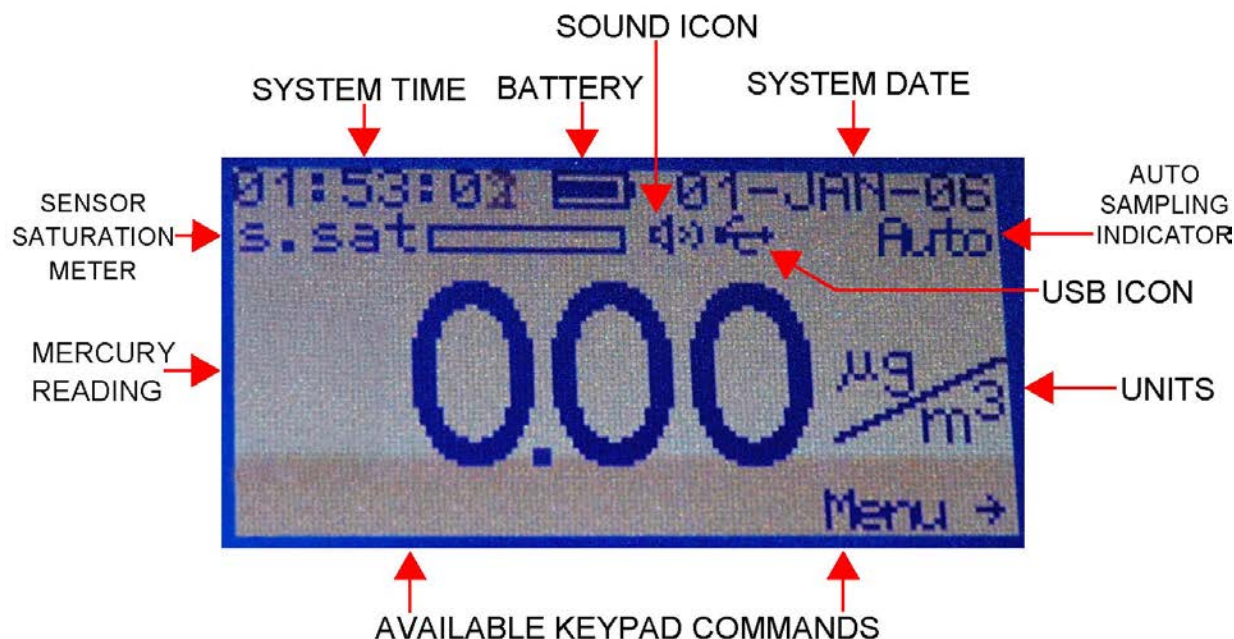 SOUND ICON
SYSTEM TIME
BATTERY
SYSTEM DATE
01:53:02 01-JAN-06
SENSOR
SATURATION
METER
s.sat
Auto
AUTO
SAMPLING
INDICATOR
USB ICON
MERCURY
READING
0.00
µg/m³
UNITS
Menu →
AVAILABLE KEYPAD COMMANDS